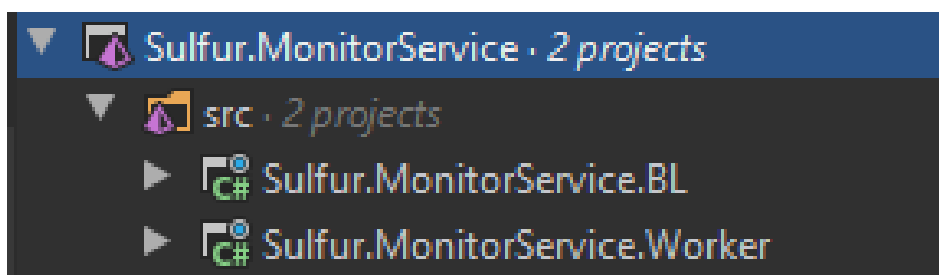 Sulfur.MonitorService · 2 projects
src · 2 projects
C# Sulfur.MonitorService.BL
C# Sulfur.MonitorService.Worker